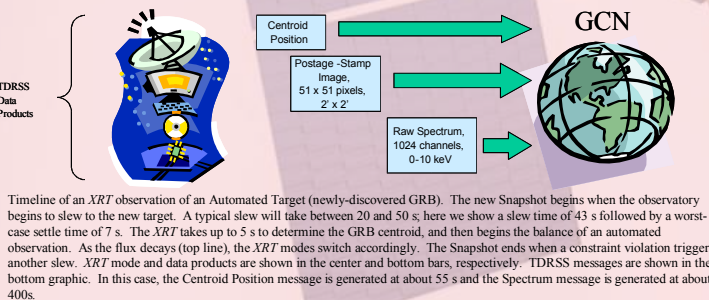 GCN
Centroid
Position
Postage -Stamp
Image,
51 x 51 pixels,
2' x 2'
TDRSS
Data
Products
Raw Spectrum,
1024 channels,
0-10 keV
Timeline of an XRT observation of an Automated Target (newly-discovered GRB). The new Snapshot begins when the observatory
begins to slew to the new target. A typical slew will take between 20 and 50 s; here we show a slew time of 43 s followed by a worst-
case settle time of 7 s. The XRT takes up to 5 s to determine the GRB centroid, and then begins the balance of an automated
observation. As the flux decays (top line), the XRT modes switch accordingly. The Snapshot ends when a constraint violation trigger
another slew. XRT mode and data products are shown in the center and bottom bars, respectively. TDRSS messages are shown in the
bottom graphic. In this case, the Centroid Position message is generated at about 55 s and the Spectrum message is generated at about
400s.